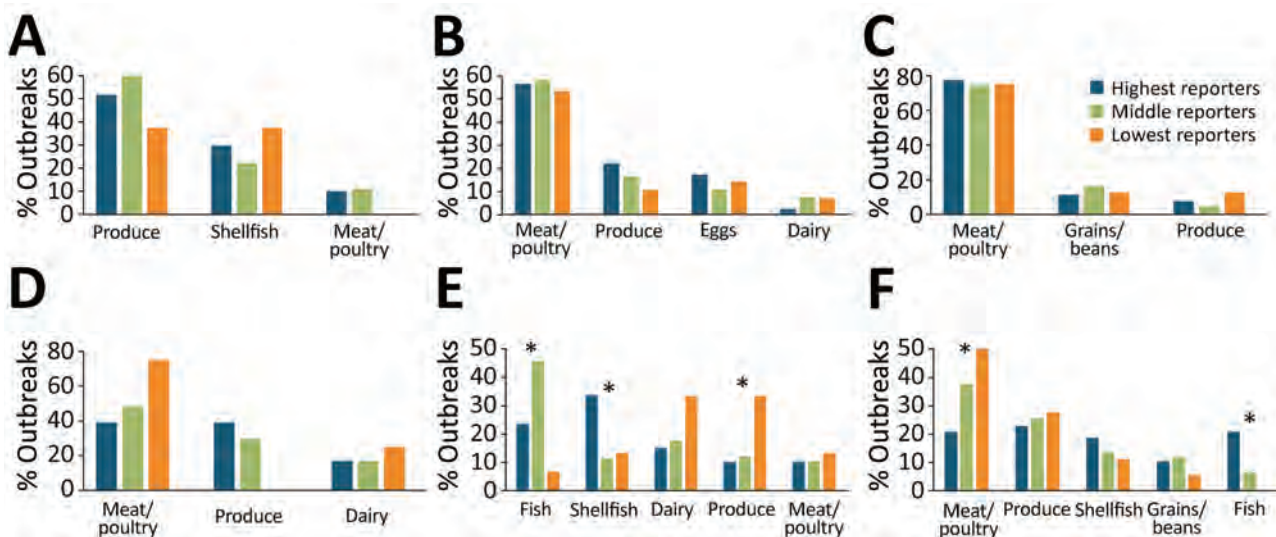 A
% Outbreaks
60
50
40
30
20
10
0
Produce
Shellfish
Meat/
poultry
B
% Outbreaks
60
50
40
30
20
10
0
Meat/
poultry
Produce
Eggs
Dairy
C
% Outbreaks
80
60
40
20
0
Meat/
poultry
Grains/
beans
Produce
Highest reporters
Middle reporters
Lowest reporters
D
% Outbreaks
80
60
40
20
0
Meat/
poultry
Produce
Dairy
E
% Outbreaks
50
40
30
20
10
0
*
*
*
Fish
Shellfish
Dairy
Produce
Meat/
poultry
F
% Outbreaks
50
40
30
20
10
0
*
*
Meat/
poultry
Produce
Shellfish
Grains/
beans
Fish